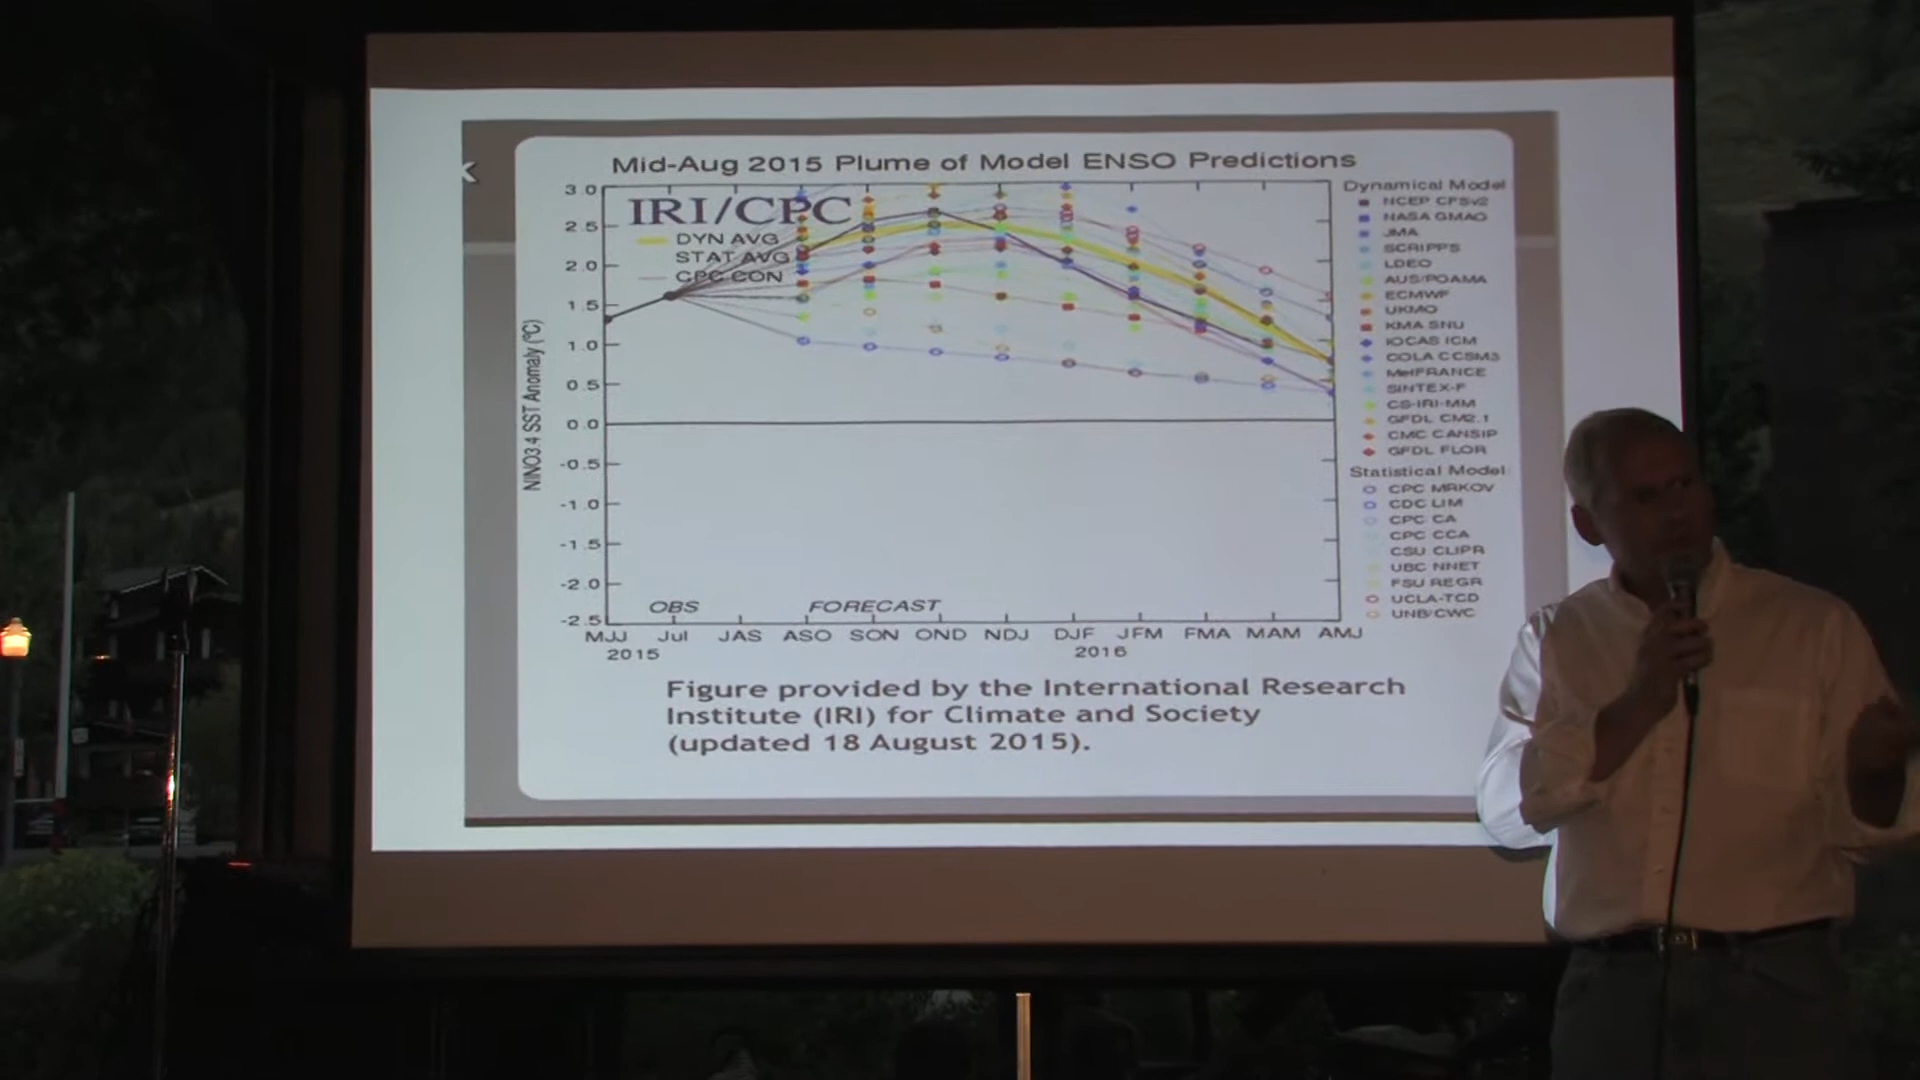 Mid-Aug 2015 Plume of Model ENSO Predictions
IRI/CPC
DYN AVG
STAT AVG
CPC CON
NINO3.4 SST Anomaly (°C)
3.0
2.5
2.0
1.5
1.0
0.5
0.0
-0.5
-1.0
-1.5
-2.0
-2.5
OBS FORECAST
MJJ Jul JAS ASO SON OND NDJ DJF JFM FMA MAM AMJ
2015 2016
Dynamical Model
NCEP CFSv2
NASA GMAO
JMA
SCRIPPS
LDEO
AUS/POAMA
ECMWF
UKMO
KMA SNU
IOCAS ICM
COLA CCSM3
MetFRANCE
SINTEX-F
CS-IRI-MM
GFDL CM2.1
CMC CANSIP
GFDL FLOR
Statistical Model
CPC MRKOV
CDC LIM
CPC CA
CPC CCA
CSU CLIPR
UBC NNET
FSU REGR
UCLA-TCD
UNB/CWC
Figure provided by the International Research
Institute (IRI) for Climate and Society
(updated 18 August 2015).